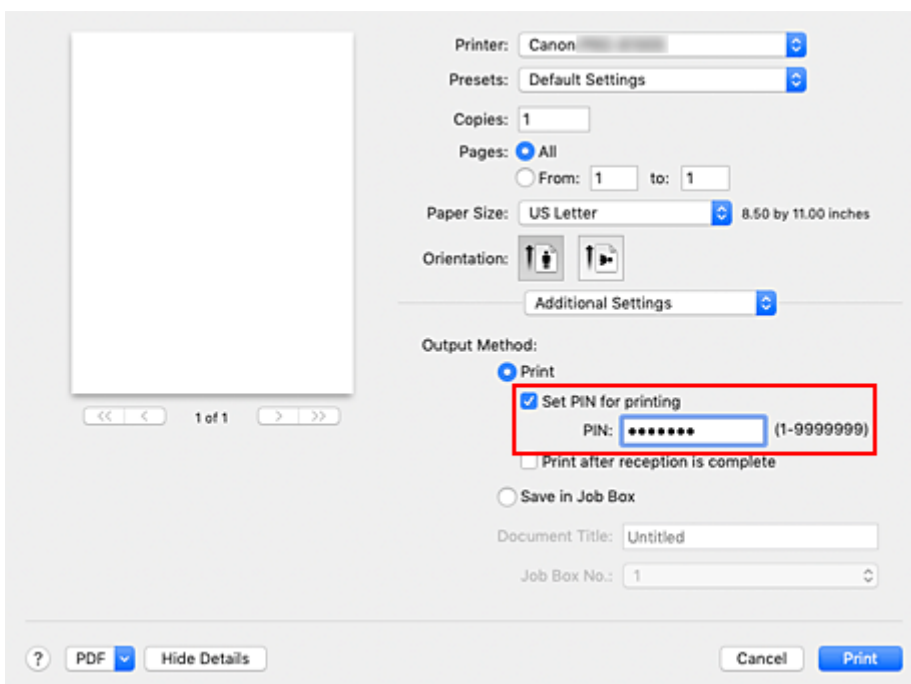 Printer: Canon
Presets: Default Settings
Copies: 1
Pages: All
From: 1 to: 1
Paper Size: US Letter 8.50 by 11.00 inches
Orientation:
Additional Settings
Output Method:
Print
Set PIN for printing
PIN: ••••••• (1-9999999)
Print after reception is complete
Save in Job Box
Document Title: Untitled
Job Box No.: 1
<< < 1 of 1 > >>
? PDF Hide Details Cancel Print